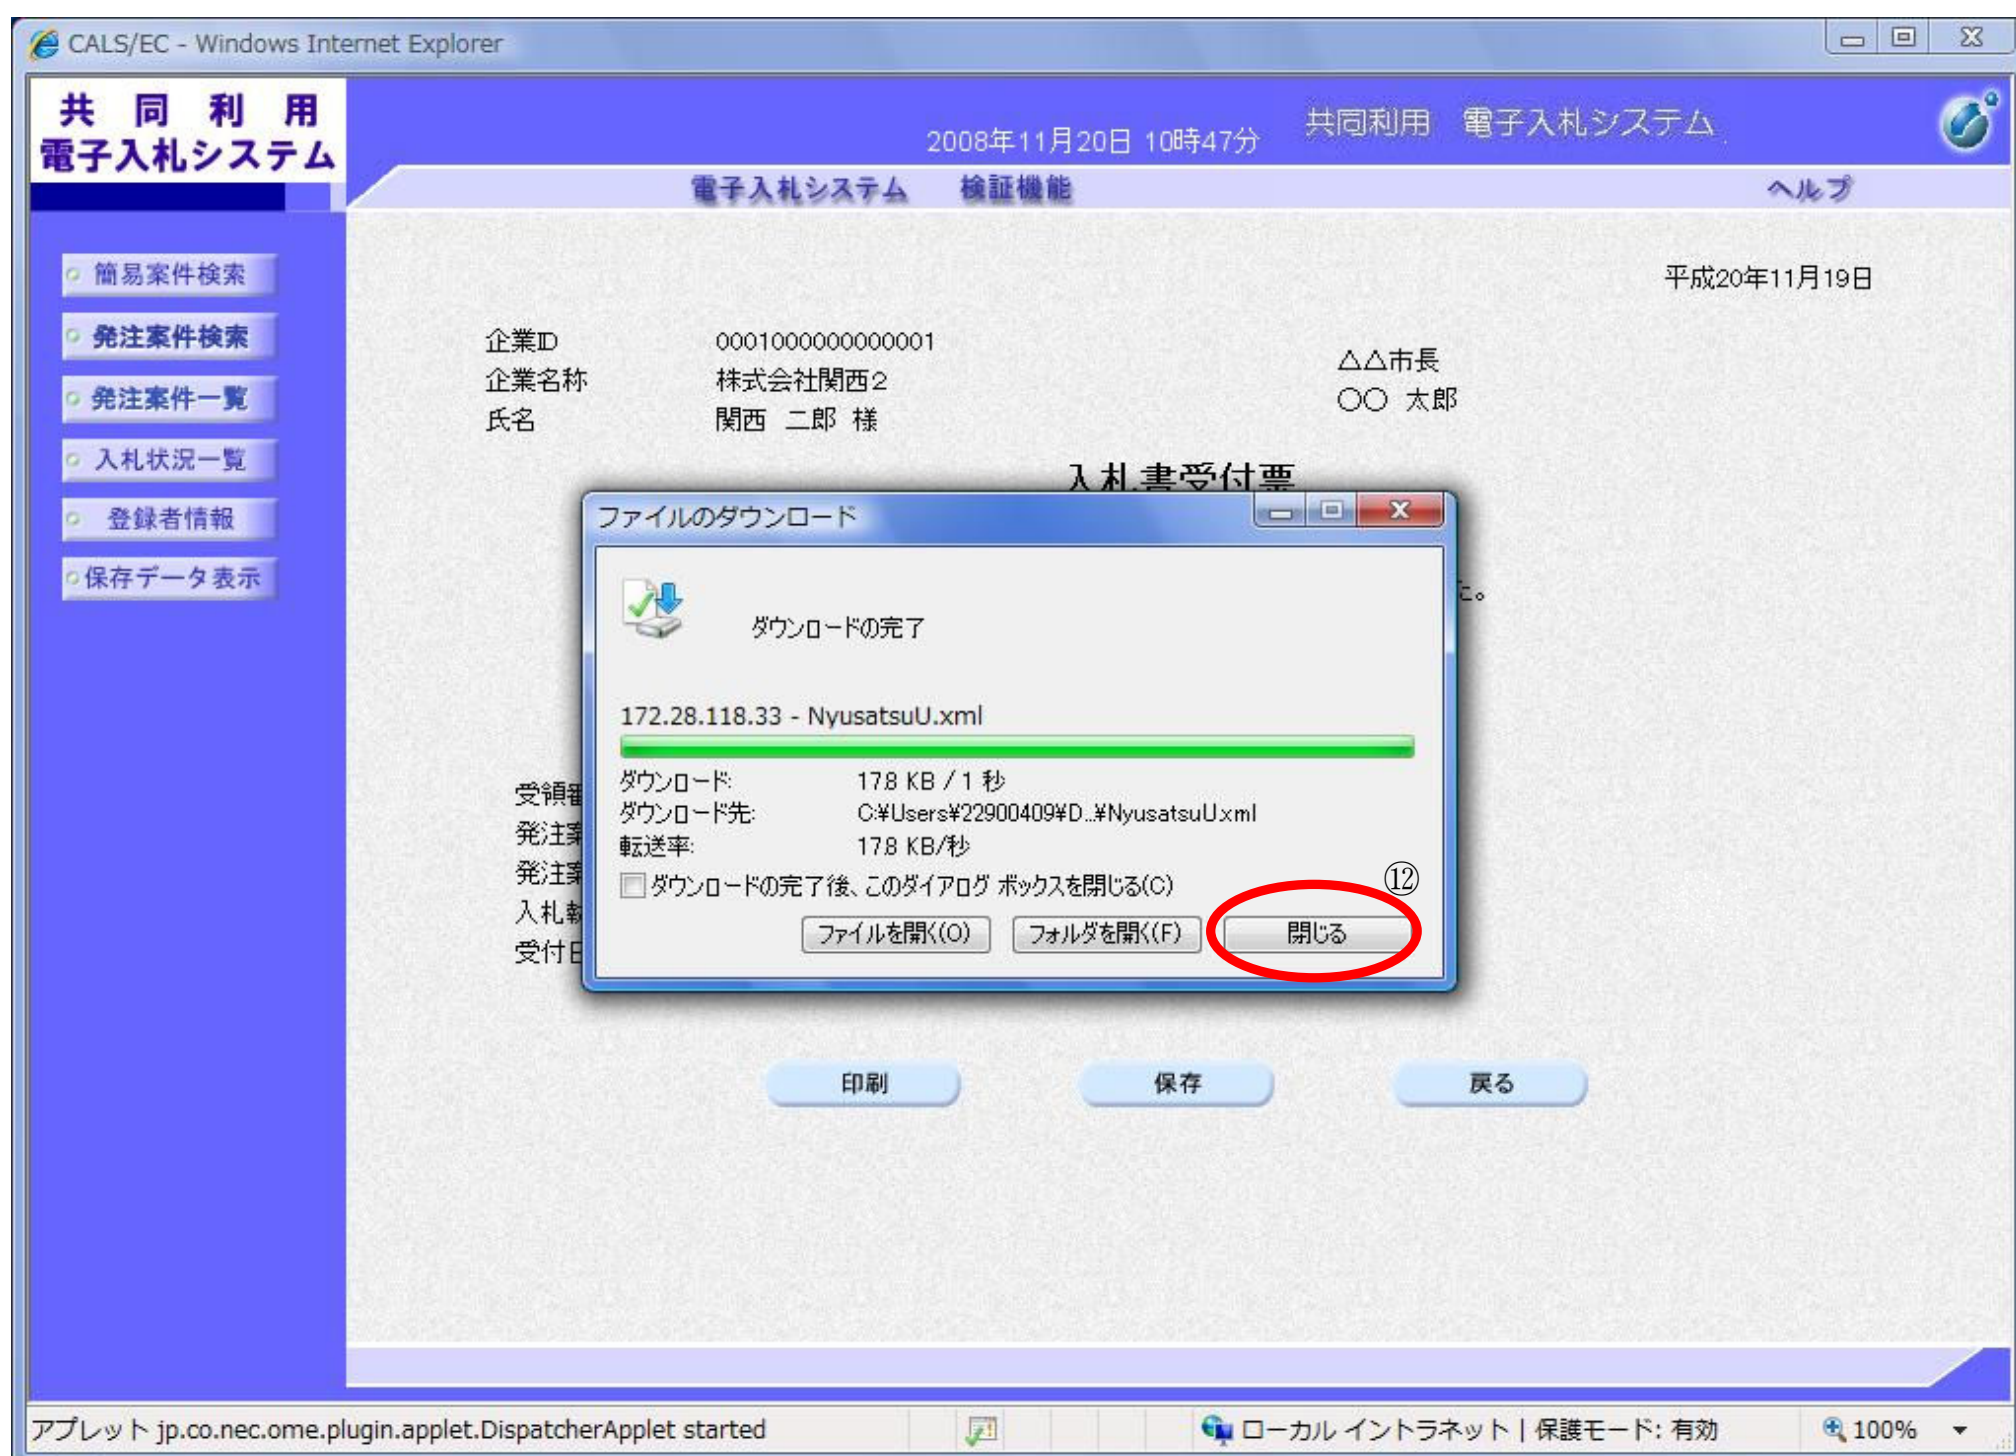 CALS/EC - Windows Internet Explorer
共同利用
電子入札システム
2008年11月20日 10時47分
共同利用 電子入札システム
電子入札システム 検証機能 ヘルプ
簡易案件検索
発注案件検索
発注案件一覧
入札状況一覧
登録者情報
保存データ表示
平成20年11月19日
企業ID 0001000000000001
企業名称 株式会社関西2
氏名 関西 二郎 様
△△市長
〇〇 太郎
入札書受付票
た。
ファイルのダウンロード
ダウンロードの完了
172.28.118.33 - NyusatsuU.xml
ダウンロード: 17.8 KB / 1 秒
ダウンロード先: C:¥Users¥22900409¥D...¥NyusatsuU.xml
転送率: 17.8 KB/秒
ダウンロードの完了後、このダイアログ ボックスを閉じる(C)
⑫
ファイルを開く(O) フォルダを開く(F) 閉じる
受領
発注
発注
入札
受付
印刷 保存 戻る
アプレット jp.co.nec.ome.plugin.applet.DispatcherApplet started
ローカル イントラネット | 保護モード: 有効
100%